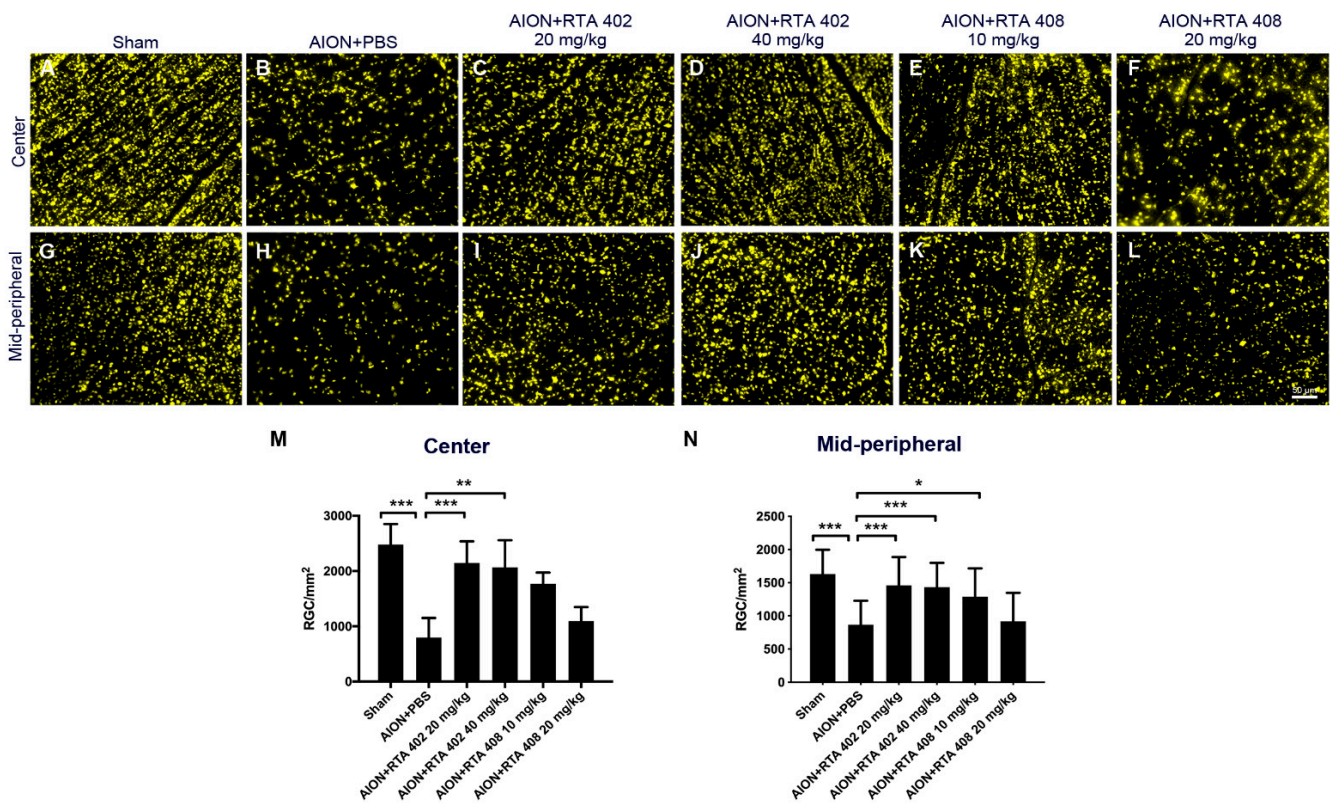 Sham
AION+PBS
AION+RTA 402
20 mg/kg
AION+RTA 402
40 mg/kg
AION+RTA 408
10 mg/kg
AION+RTA 408
20 mg/kg
Center
A
B
C
D
E
F
Mid-peripheral
G
H
I
J
K
L
50 µm
M
Center
RGC/mm²
3000
2000
1000
0
***
***
**
Sham
AION+PBS
AION+RTA 402 20 mg/kg
AION+RTA 402 40 mg/kg
AION+RTA 408 10 mg/kg
AION+RTA 408 20 mg/kg
N
Mid-peripheral
RGC/mm²
2500
2000
1500
1000
500
0
***
***
***
*
Sham
AION+PBS
AION+RTA 402 20 mg/kg
AION+RTA 402 40 mg/kg
AION+RTA 408 10 mg/kg
AION+RTA 408 20 mg/kg